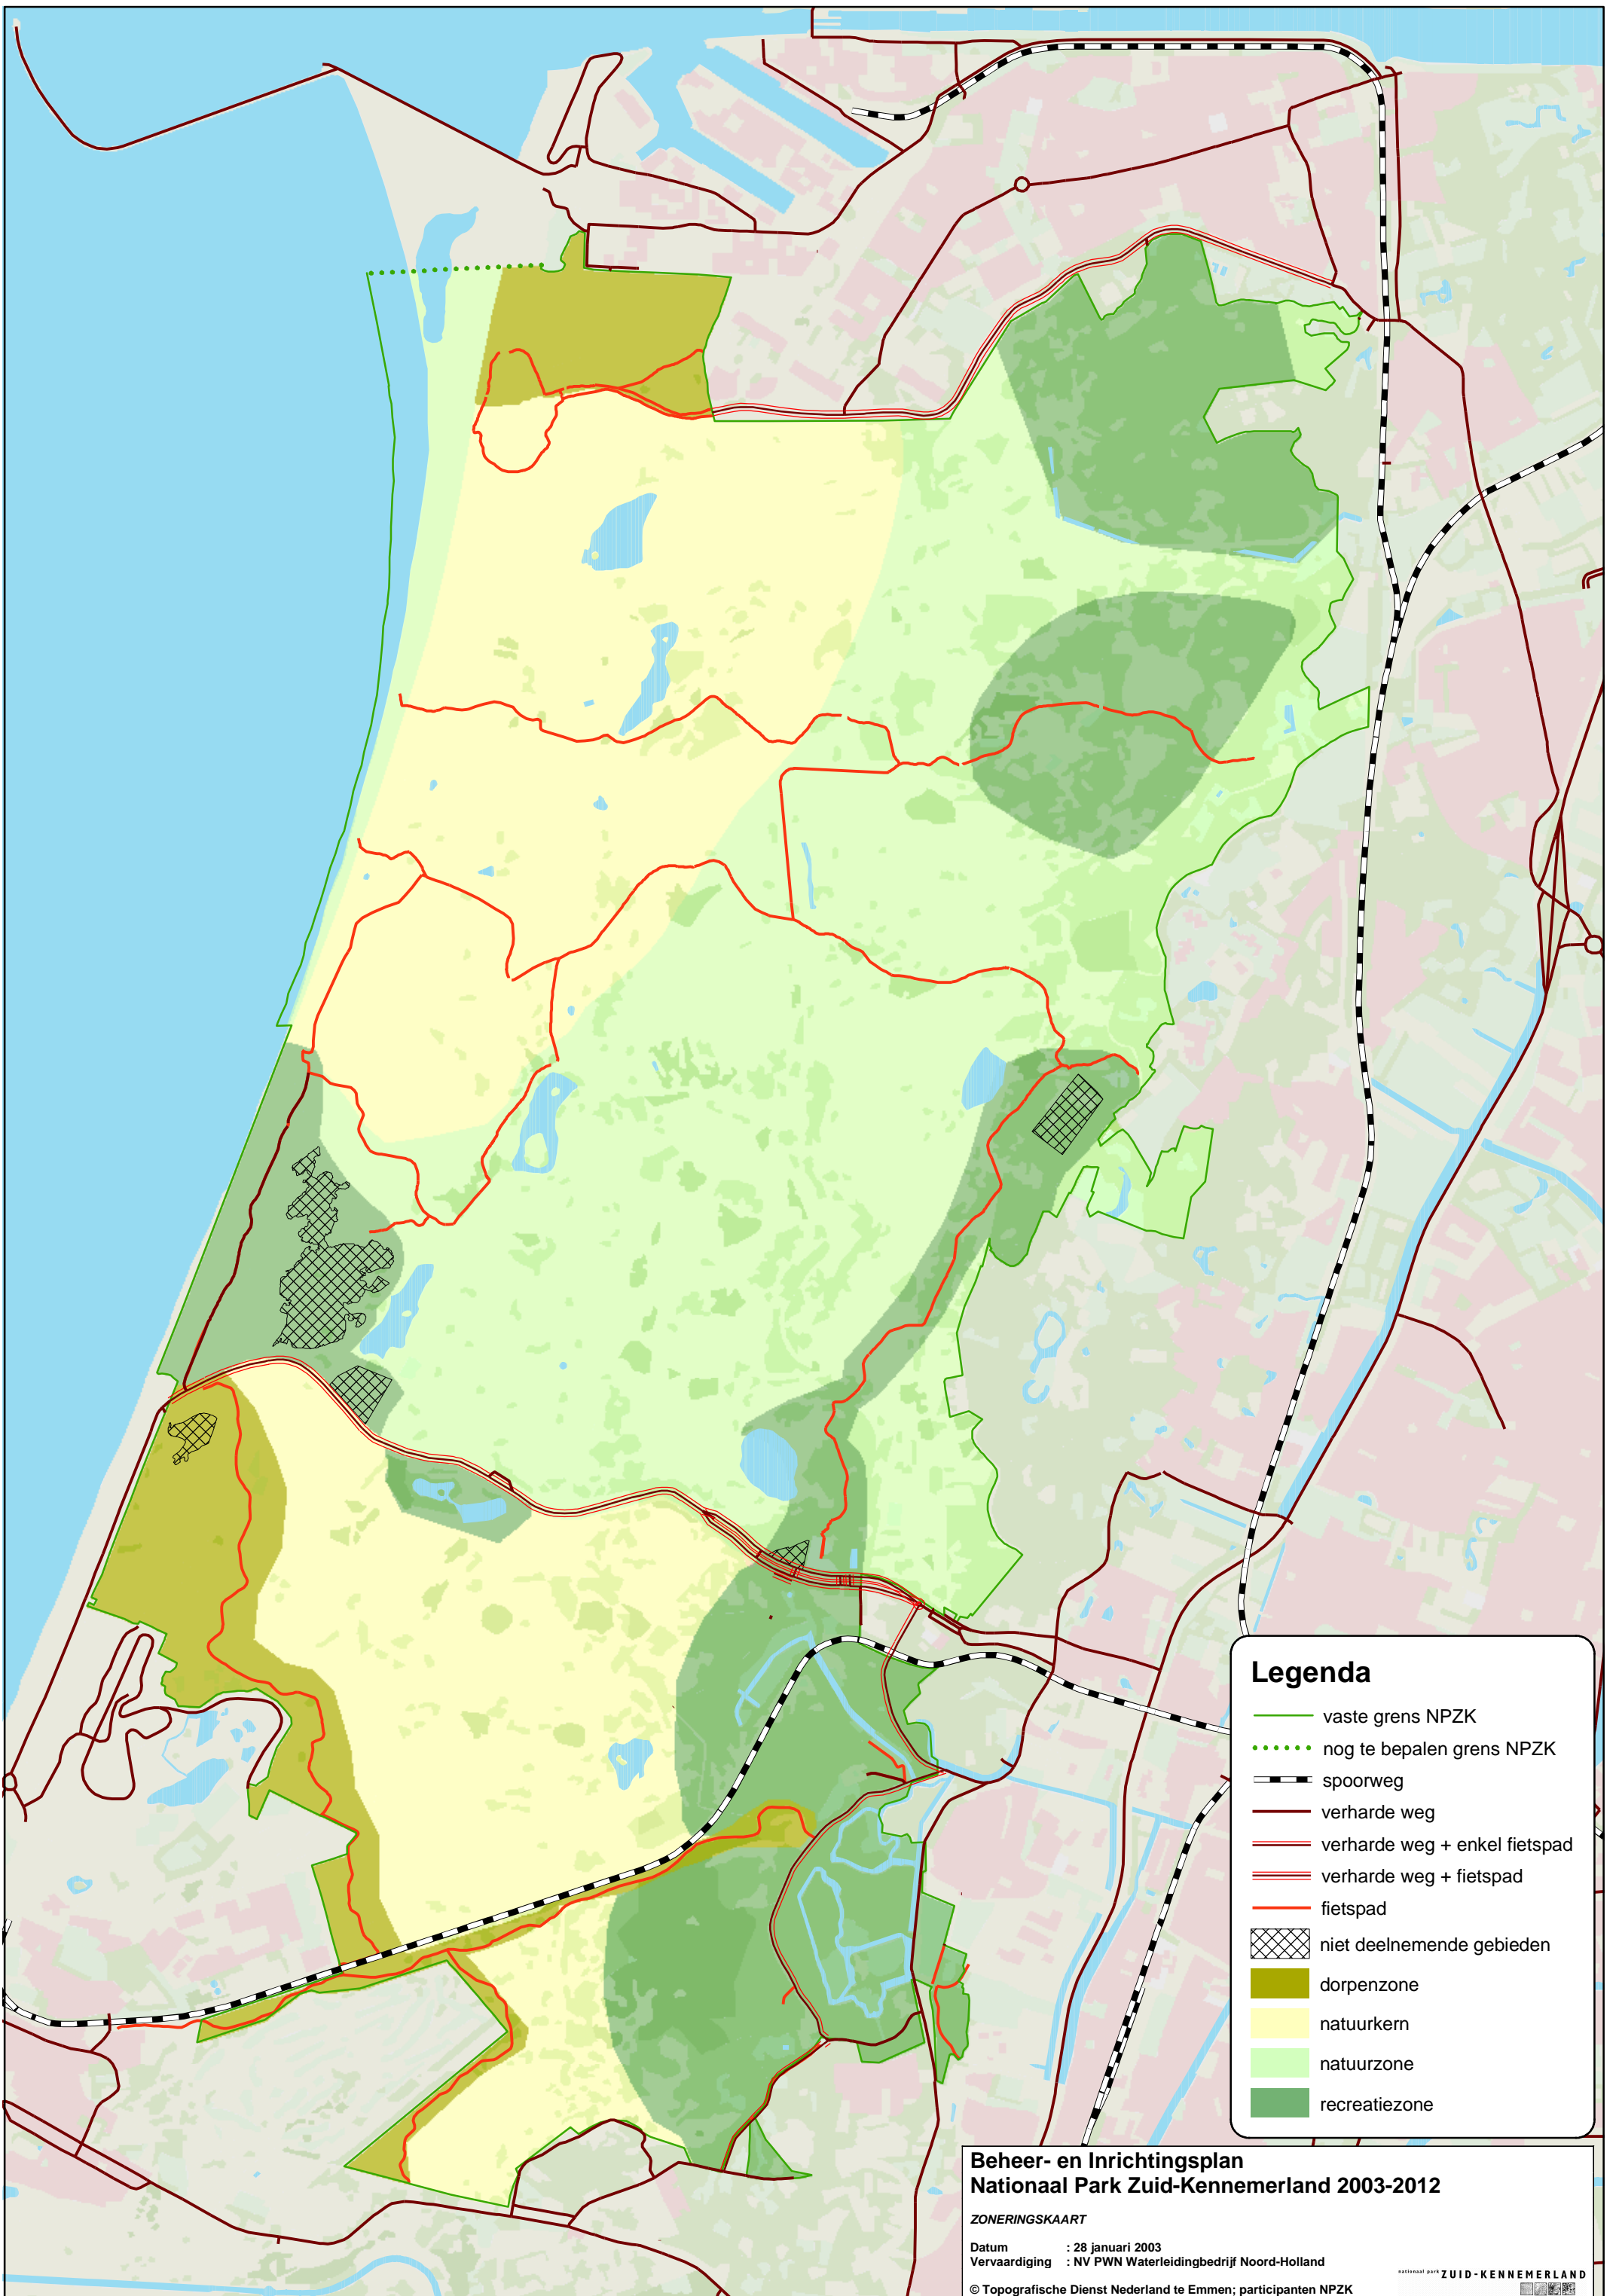 Legenda
vaste grens NPZK
nog te bepalen grens NPZK
spoorweg
verharde weg
verharde weg + enkel fietspad
verharde weg + fietspad
fietspad
niet deelnemende gebieden
dorpenzone
natuurkern
natuurzone
recreatiezone
Beheer- en Inrichtingsplan
Nationaal Park Zuid-Kennemerland 2003-2012
ZONERINGSKAART
Datum : 28 januari 2003
Vervaardiging : NV PWN Waterleidingbedrijf Noord-Holland
© Topografische Dienst Nederland te Emmen; participanten NPZK
nationaal park ZUID-KENNEMERLAND